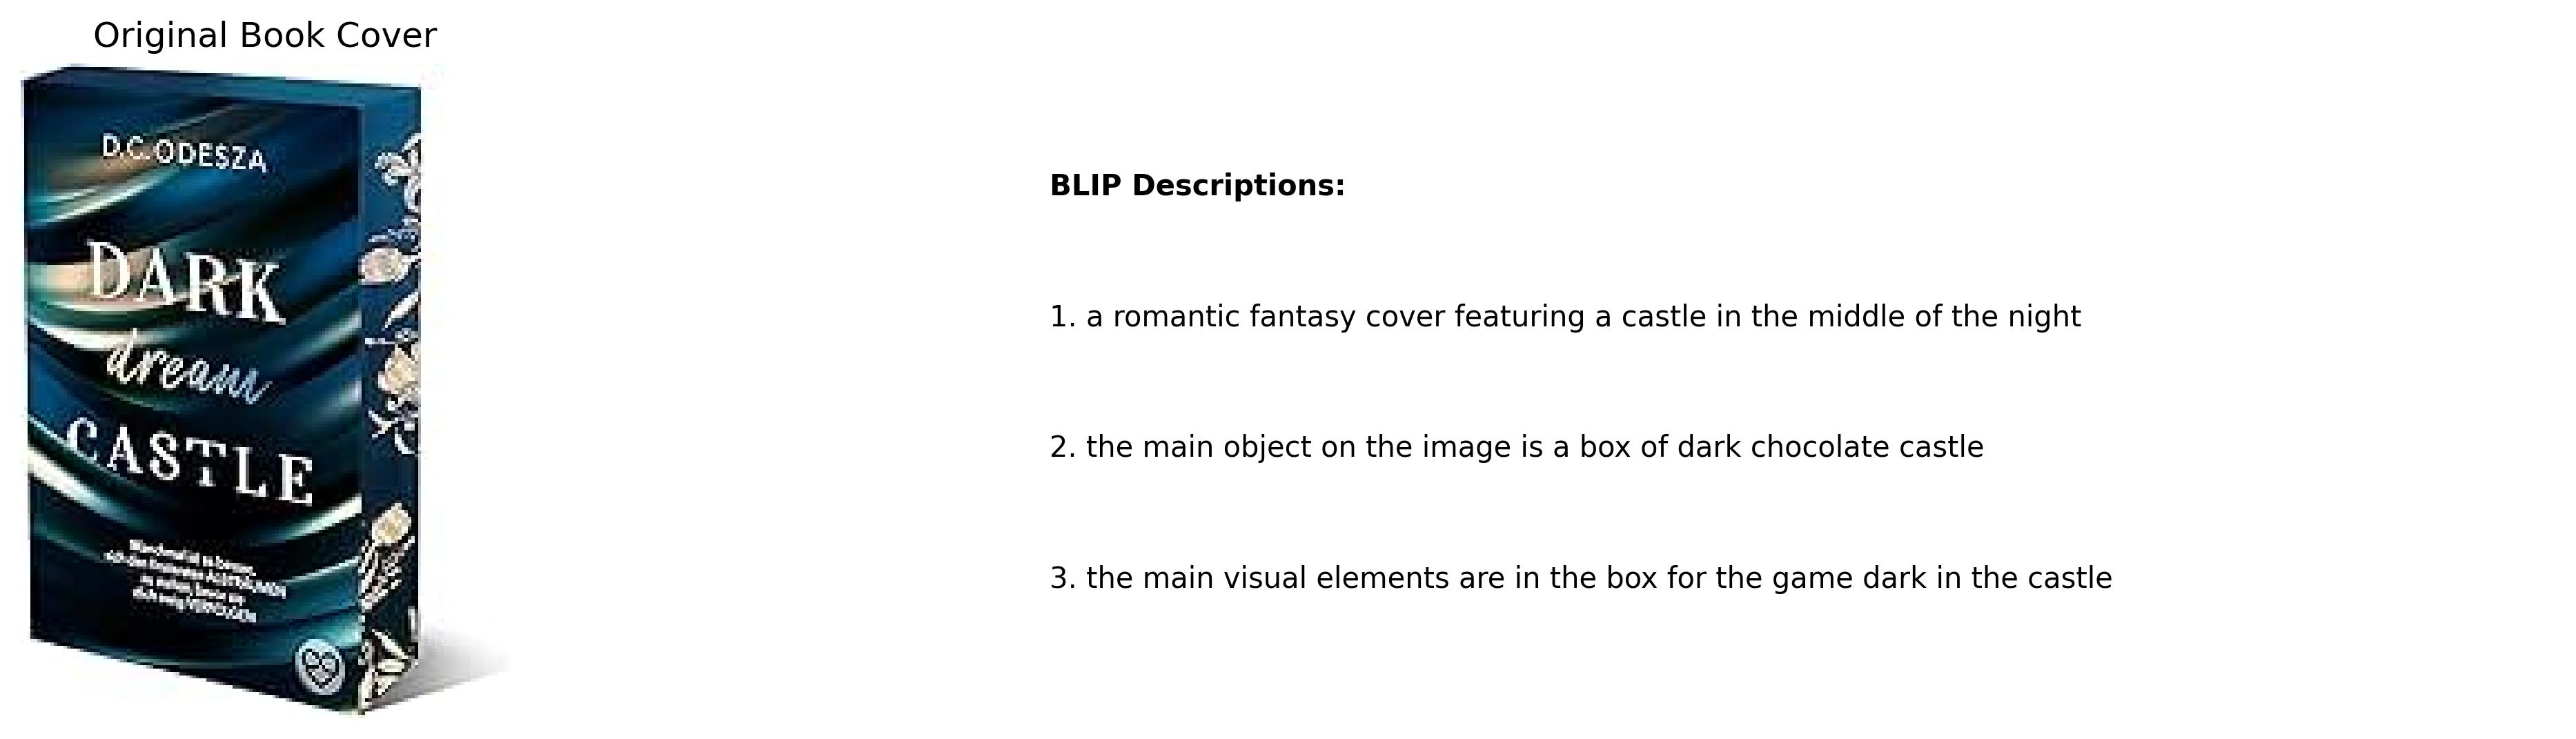 Original Book Cover
D.C. ODESZA
DARK
dream
CASTLE
BLIP Descriptions:
1. a romantic fantasy cover featuring a castle in the middle of the night
2. the main object on the image is a box of dark chocolate castle
3. the main visual elements are in the box for the game dark in the castle